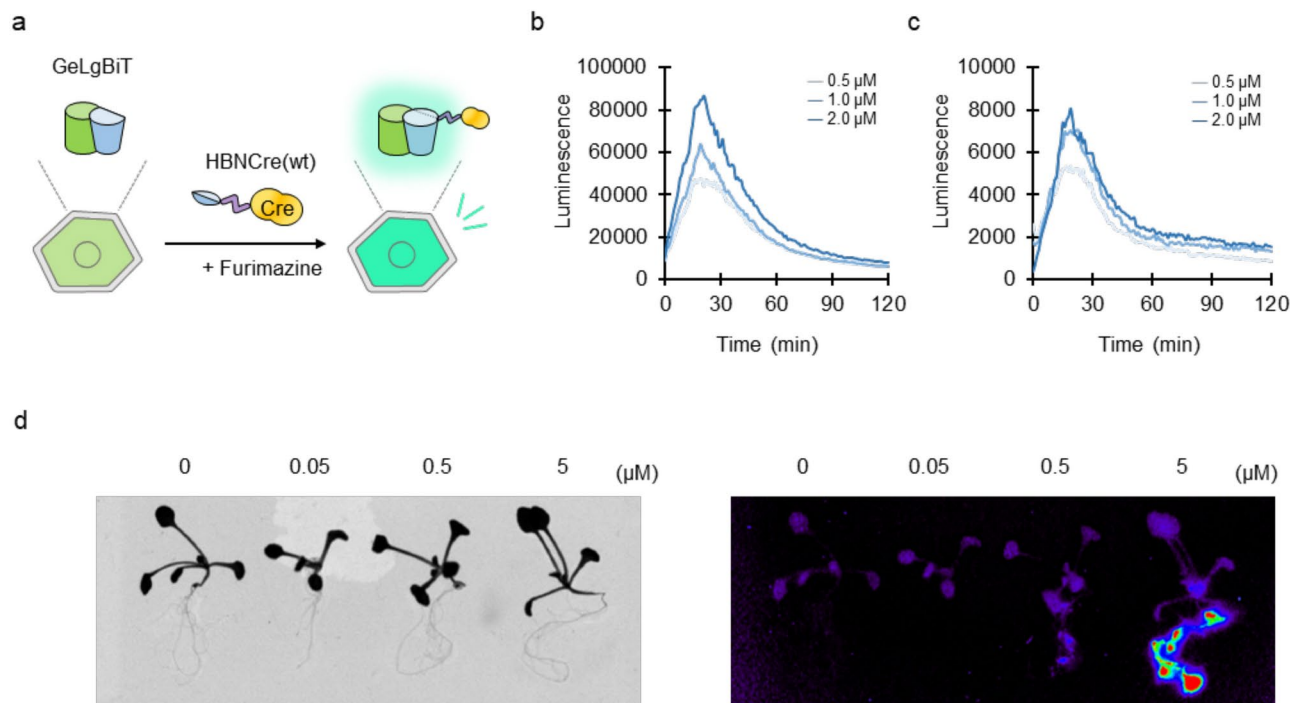 a
GeLgBiT
HBNCre(wt)
Cre
+ Furimazine
b
100000
80000
60000
40000
20000
0
Luminescence
0 30 60 90 120
Time (min)
0.5 µM
1.0 µM
2.0 µM
c
10000
8000
6000
4000
2000
0
Luminescence
0 30 60 90 120
Time (min)
0.5 µM
1.0 µM
2.0 µM
d
0 0.05 0.5 5 (µM)
0 0.05 0.5 5 (µM)